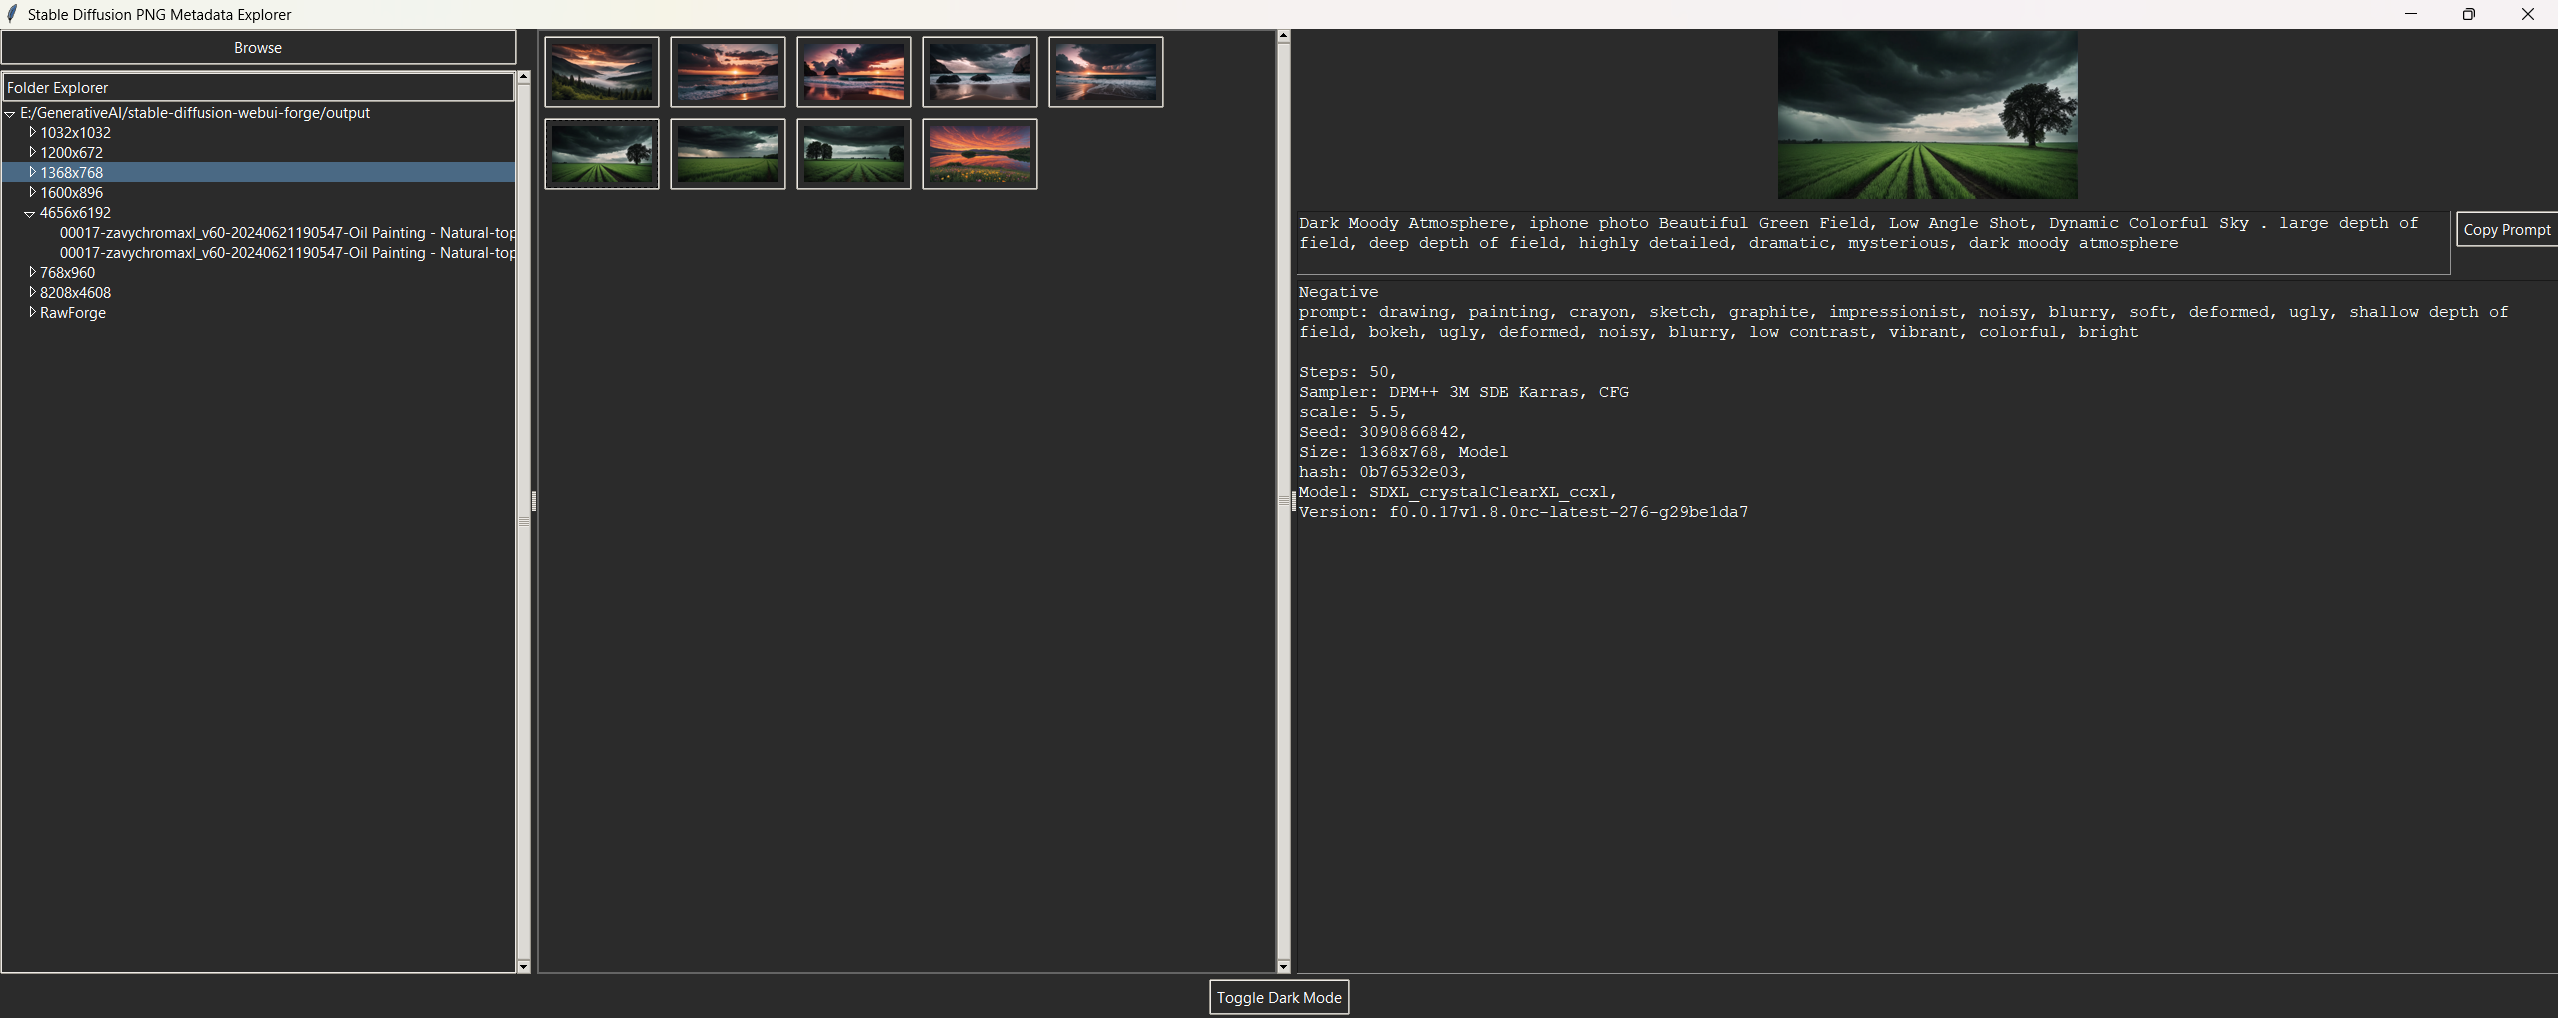 Stable Diffusion PNG Metadata Explorer
Browse
Folder Explorer
E:/GenerativeAI/stable-diffusion-webui-forge/output
1032x1032
1200x672
1368x768
1600x896
4656x6192
00017-zavychromaxl_v60-20240621190547-Oil Painting - Natural-top
00017-zavychromaxl_v60-20240621190547-Oil Painting - Natural-top
768x960
8208x4608
RawForge
Dark Moody Atmosphere, iphone photo Beautiful Green Field, Low Angle Shot, Dynamic Colorful Sky . large depth of
field, deep depth of field, highly detailed, dramatic, mysterious, dark moody atmosphere
Copy Prompt
Negative
prompt: drawing, painting, crayon, sketch, graphite, impressionist, noisy, blurry, soft, deformed, ugly, shallow depth of
field, bokeh, ugly, deformed, noisy, blurry, low contrast, vibrant, colorful, bright
Steps: 50,
Sampler: DPM++ 3M SDE Karras, CFG
scale: 5.5,
Seed: 3090866842,
Size: 1368x768, Model
hash: 0b76532e03,
Model: SDXL_crystalClearXL_ccxl,
Version: f0.0.17v1.8.0rc-latest-276-g29be1da7
Toggle Dark Mode